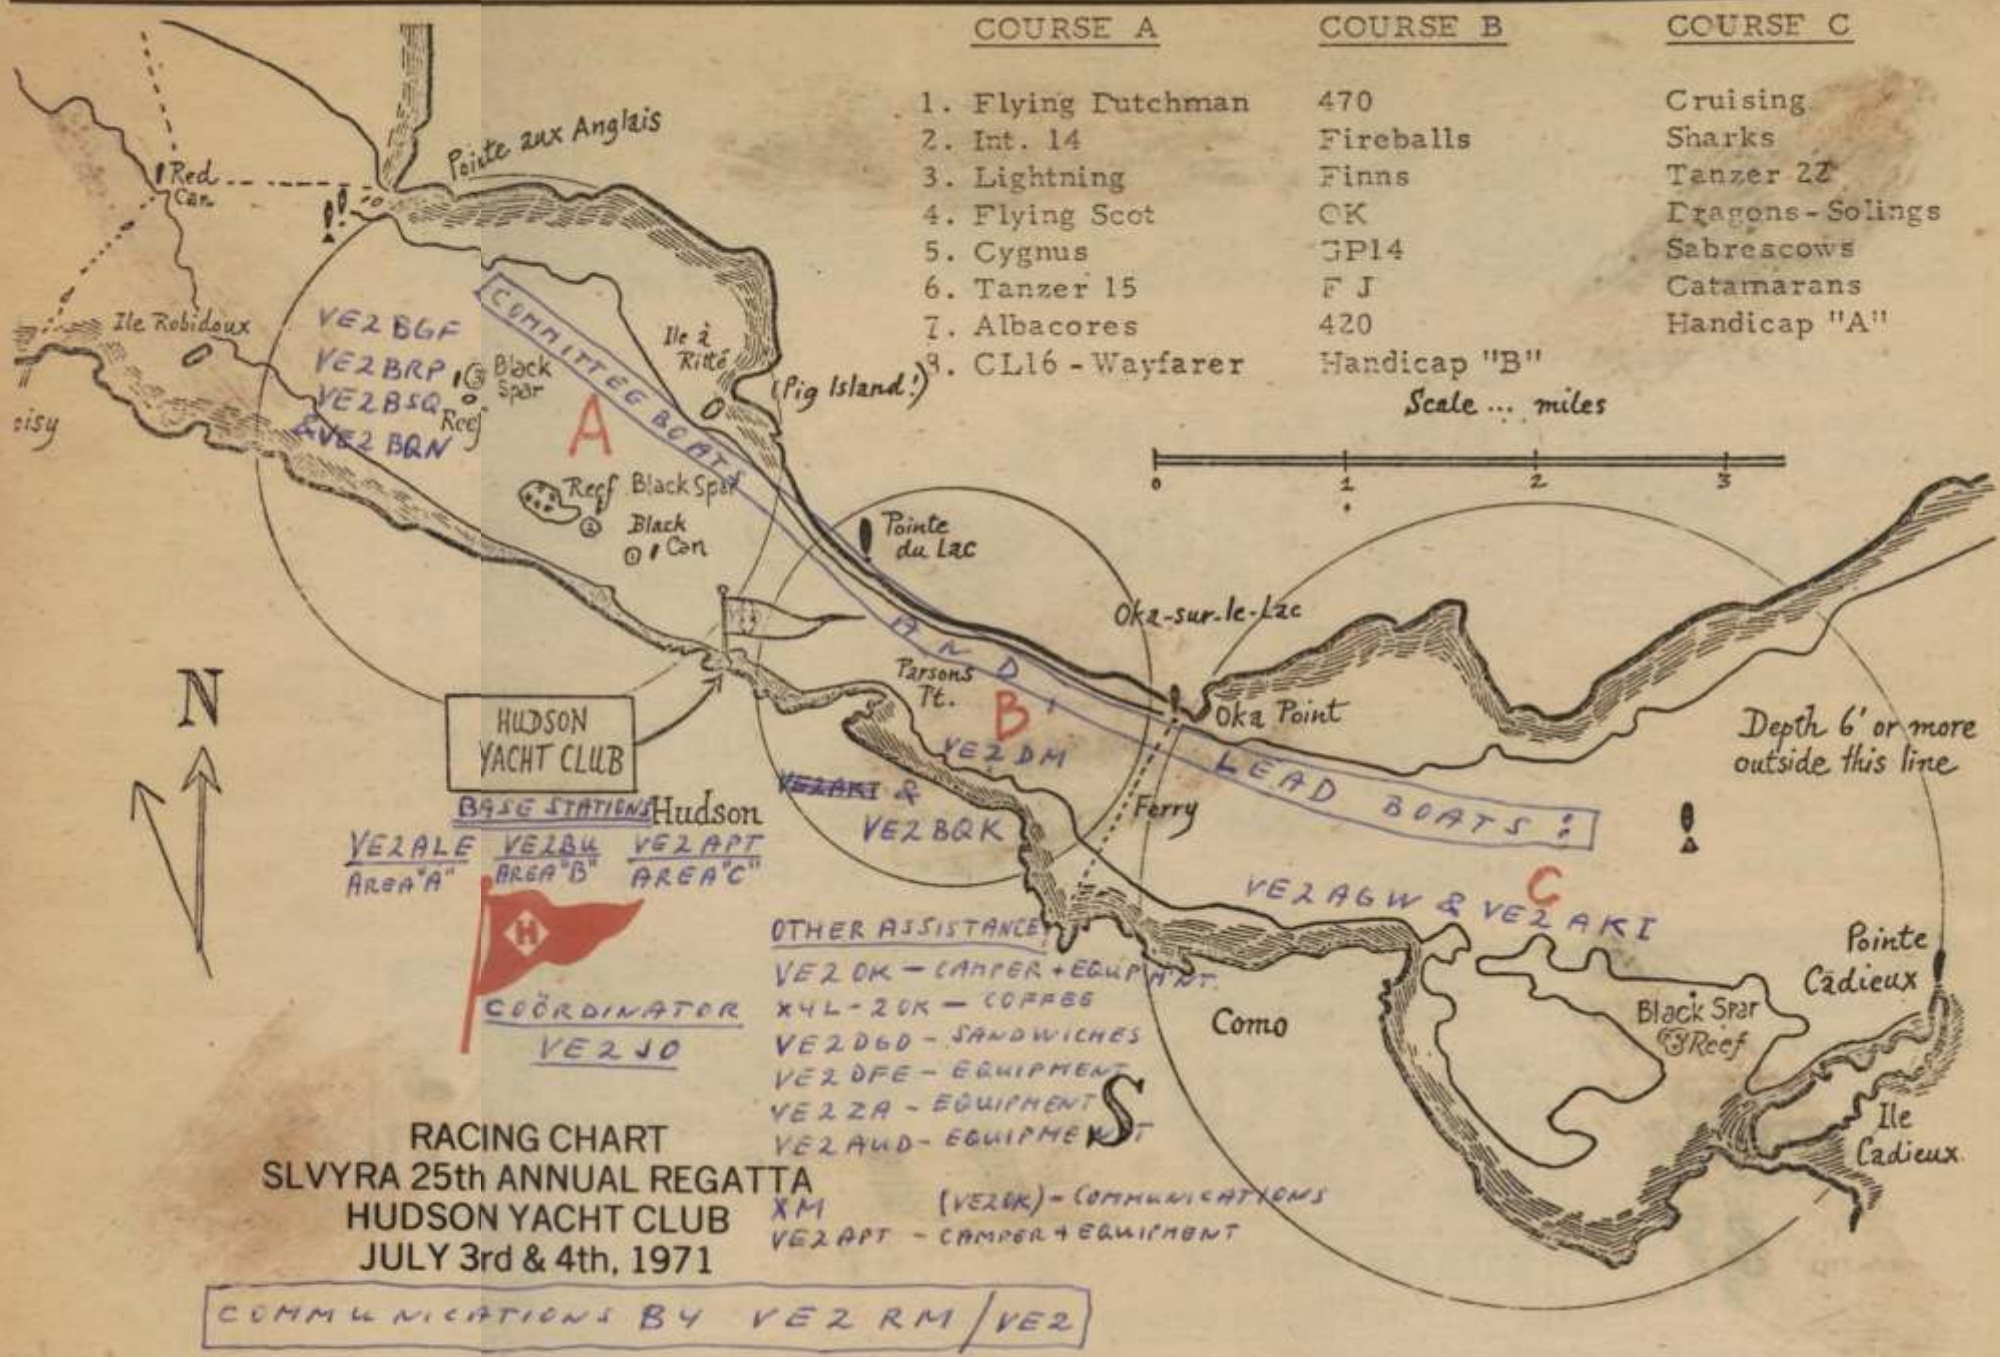 COURSE A COURSE B COURSE C
1. Flying Dutchman 470 Cruising
2. Int. 14 Fireballs Sharks
3. Lightning Finns Tanzer 22
4. Flying Scot OK Dragons-Solings
5. Cygnus GP14 Sabrescows
6. Tanzer 15 F J Catamarans
7. Albacores 420 Handicap "A"
8. CL16 - Wayfarer Handicap "B"
Scale ... miles
0 1 2 3
Pointe aux Anglais
Red
Can
Ile Robidoux
VE2BGF
VE2BRP
VE2BSQ
& VE2BQN
3 Black
Spar
Reef
COMMITTEE BOATS AND LEAD BOATS:
A
Ile à
Ritté
(Pig Island!)
Reef Black Spar
2
Black
1 Can
Pointe
du Lac
Oka-sur-le-Lac
Parsons
Pt.
B
VE2DM
VE2AKI &
VE2BQK
Oka Point
Ferry
Depth 6' or more
outside this line
N
HUDSON
YACHT CLUB
Hudson
BASE STATIONS
VE2ALE VE2BU VE2APT
AREA "A" AREA "B" AREA "C"
H
COÖRDINATOR
VE2JO
C
VE2AGW & VE2AKI
Pointe
Cadieux
Black Spar
Reef
Ile
Cadieux
Como
OTHER ASSISTANCE
VE2OK - CAMPER + EQUIPMNT.
X4L-2OK - COFFEE
VE2DGO - SANDWICHES
VE2DFE - EQUIPMENT
VE2ZA - EQUIPMENT
VE2AUD - EQUIPMENT
S
XM (VE2OK) - COMMUNICATIONS
VE2APT - CAMPER + EQUIPMENT
RACING CHART
SLVYRA 25th ANNUAL REGATTA
HUDSON YACHT CLUB
JULY 3rd & 4th, 1971
COMMUNICATIONS BY VE2RM/VE2